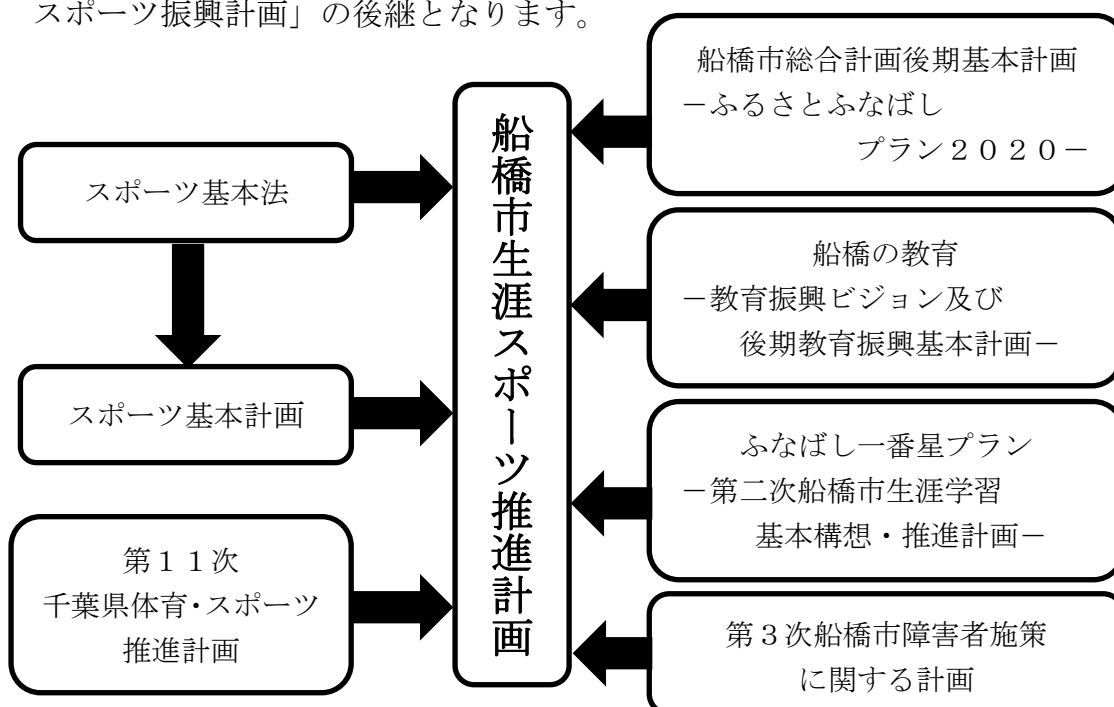 スポーツ振興計画」の後継となります。
スポーツ基本法
スポーツ基本計画
第１１次
千葉県体育・スポーツ
推進計画
船橋市生涯スポーツ推進計画
船橋市総合計画後期基本計画
－ふるさとふなばし
プラン２０２０－
船橋の教育
－教育振興ビジョン及び
後期教育振興基本計画－
ふなばし一番星プラン
－第二次船橋市生涯学習
基本構想・推進計画－
第３次船橋市障害者施策
に関する計画